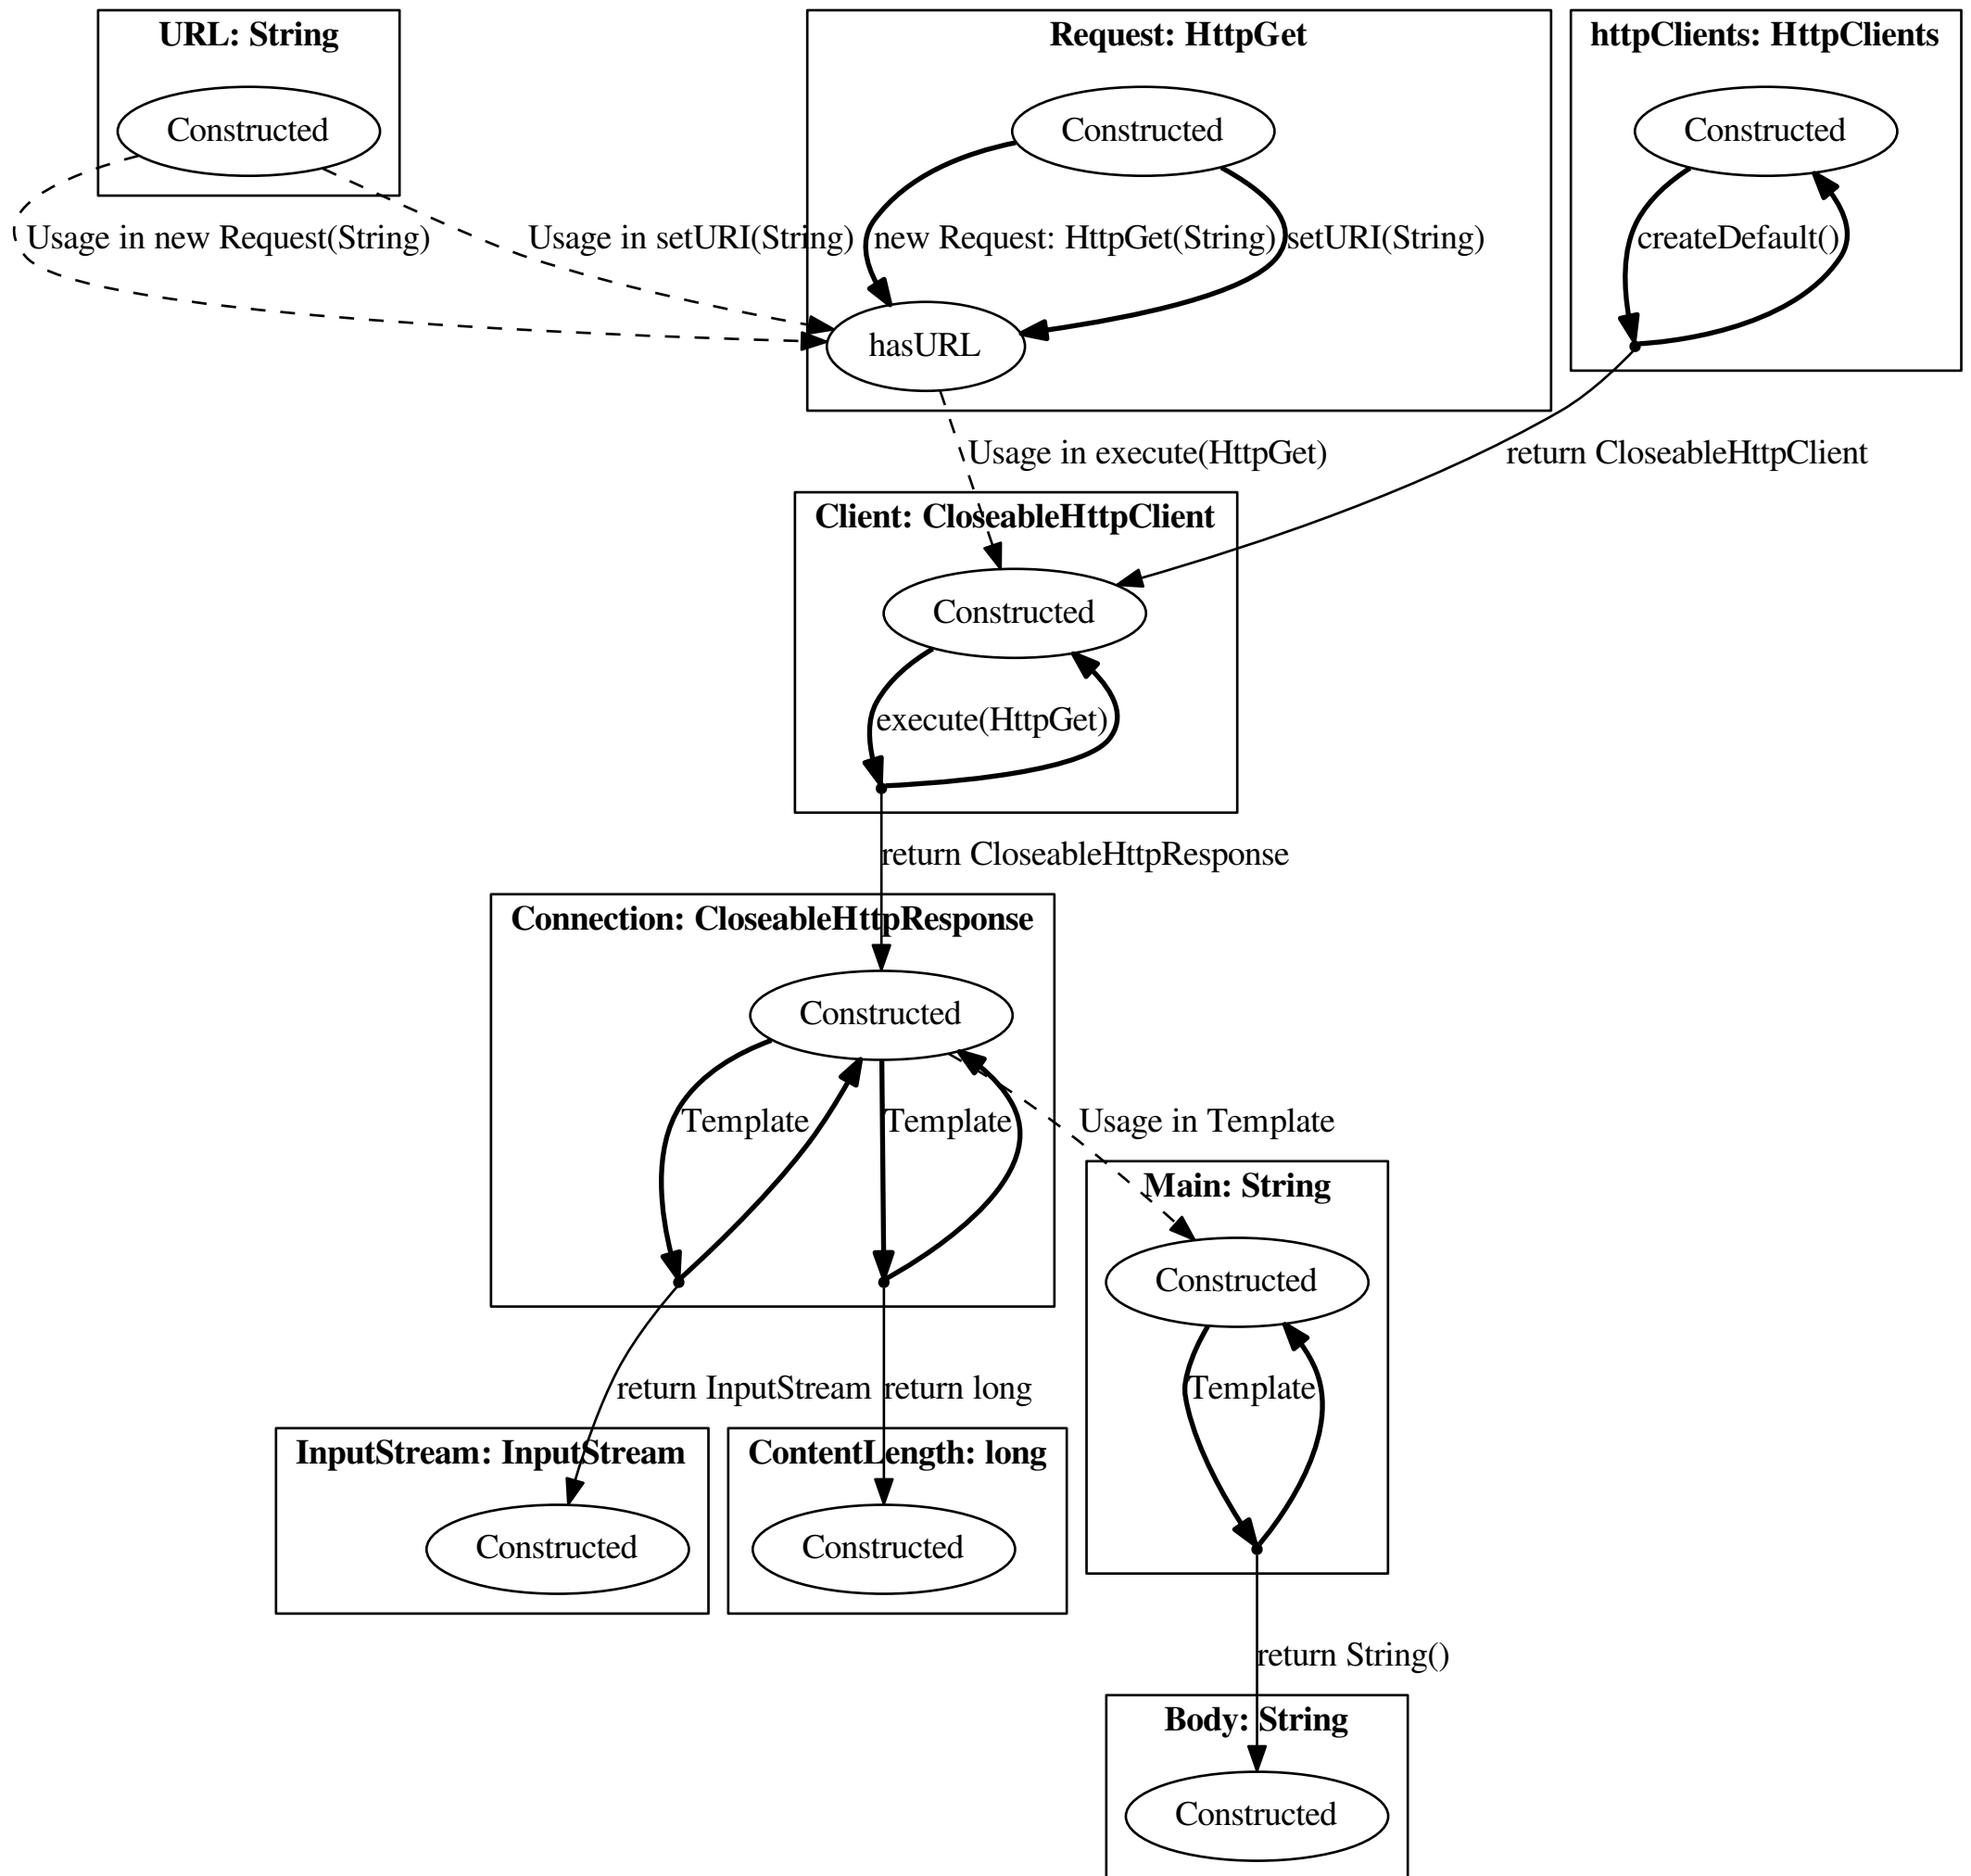 URL: String
Request: HttpGet
httpClients: HttpClients
Constructed
Constructed
Constructed
Usage in new Request(String)
Usage in setURI(String)
new Request: HttpGet(String)
setURI(String)
createDefault()
hasURL
Usage in execute(HttpGet)
return CloseableHttpClient
Client: CloseableHttpClient
Constructed
execute(HttpGet)
return CloseableHttpResponse
Connection: CloseableHttpResponse
Constructed
Template
Template
Usage in Template
Main: String
Constructed
return InputStream
return long
Template
InputStream: InputStream
ContentLength: long
Constructed
Constructed
return String()
Body: String
Constructed